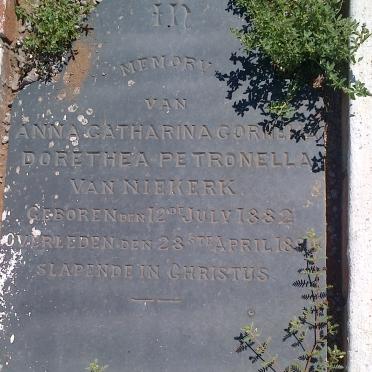 IN
MEMORY
VAN
ANNA CATHARINA
DORETHEA PETRONELLA
VAN NIEKERK
GEBOREN DEN 12DE JULY 1882
OVERLEDEN DEN 28STE APRIL
SLAPENDE IN CHRISTUS